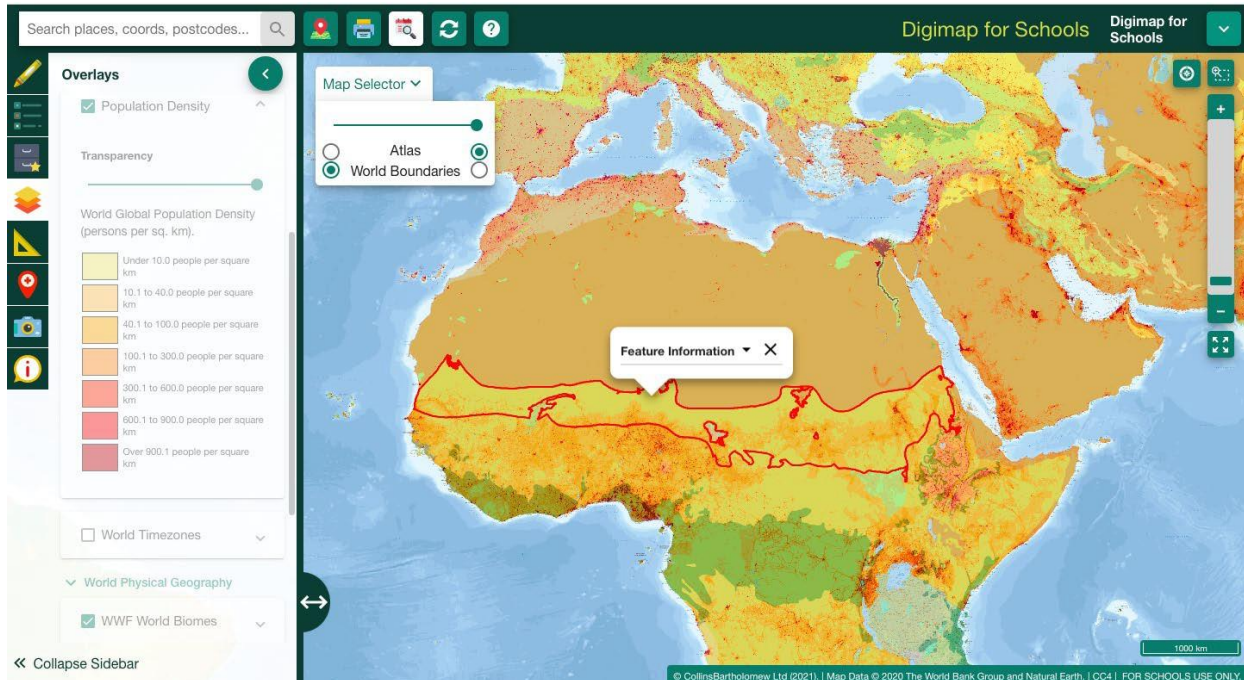 Search places, coords, postcodes...
Digimap for Schools
Digimap for
Schools
Overlays
Population Density
Transparency
World Global Population Density
(persons per sq. km).
Under 10.0 people per square
km
10.1 to 40.0 people per square
km
40.1 to 100.0 people per square
km
100.1 to 300.0 people per square
km
300.1 to 600.0 people per square
km
600.1 to 900.0 people per square
km
Over 900.1 people per square
km
World Timezones
World Physical Geography
WWF World Biomes
Collapse Sidebar
Map Selector
Atlas
World Boundaries
Feature Information
1000 km
© CollinsBartholomew Ltd (2021). | Map Data © 2020 The World Bank Group and Natural Earth. | CC4 | FOR SCHOOLS USE ONLY.